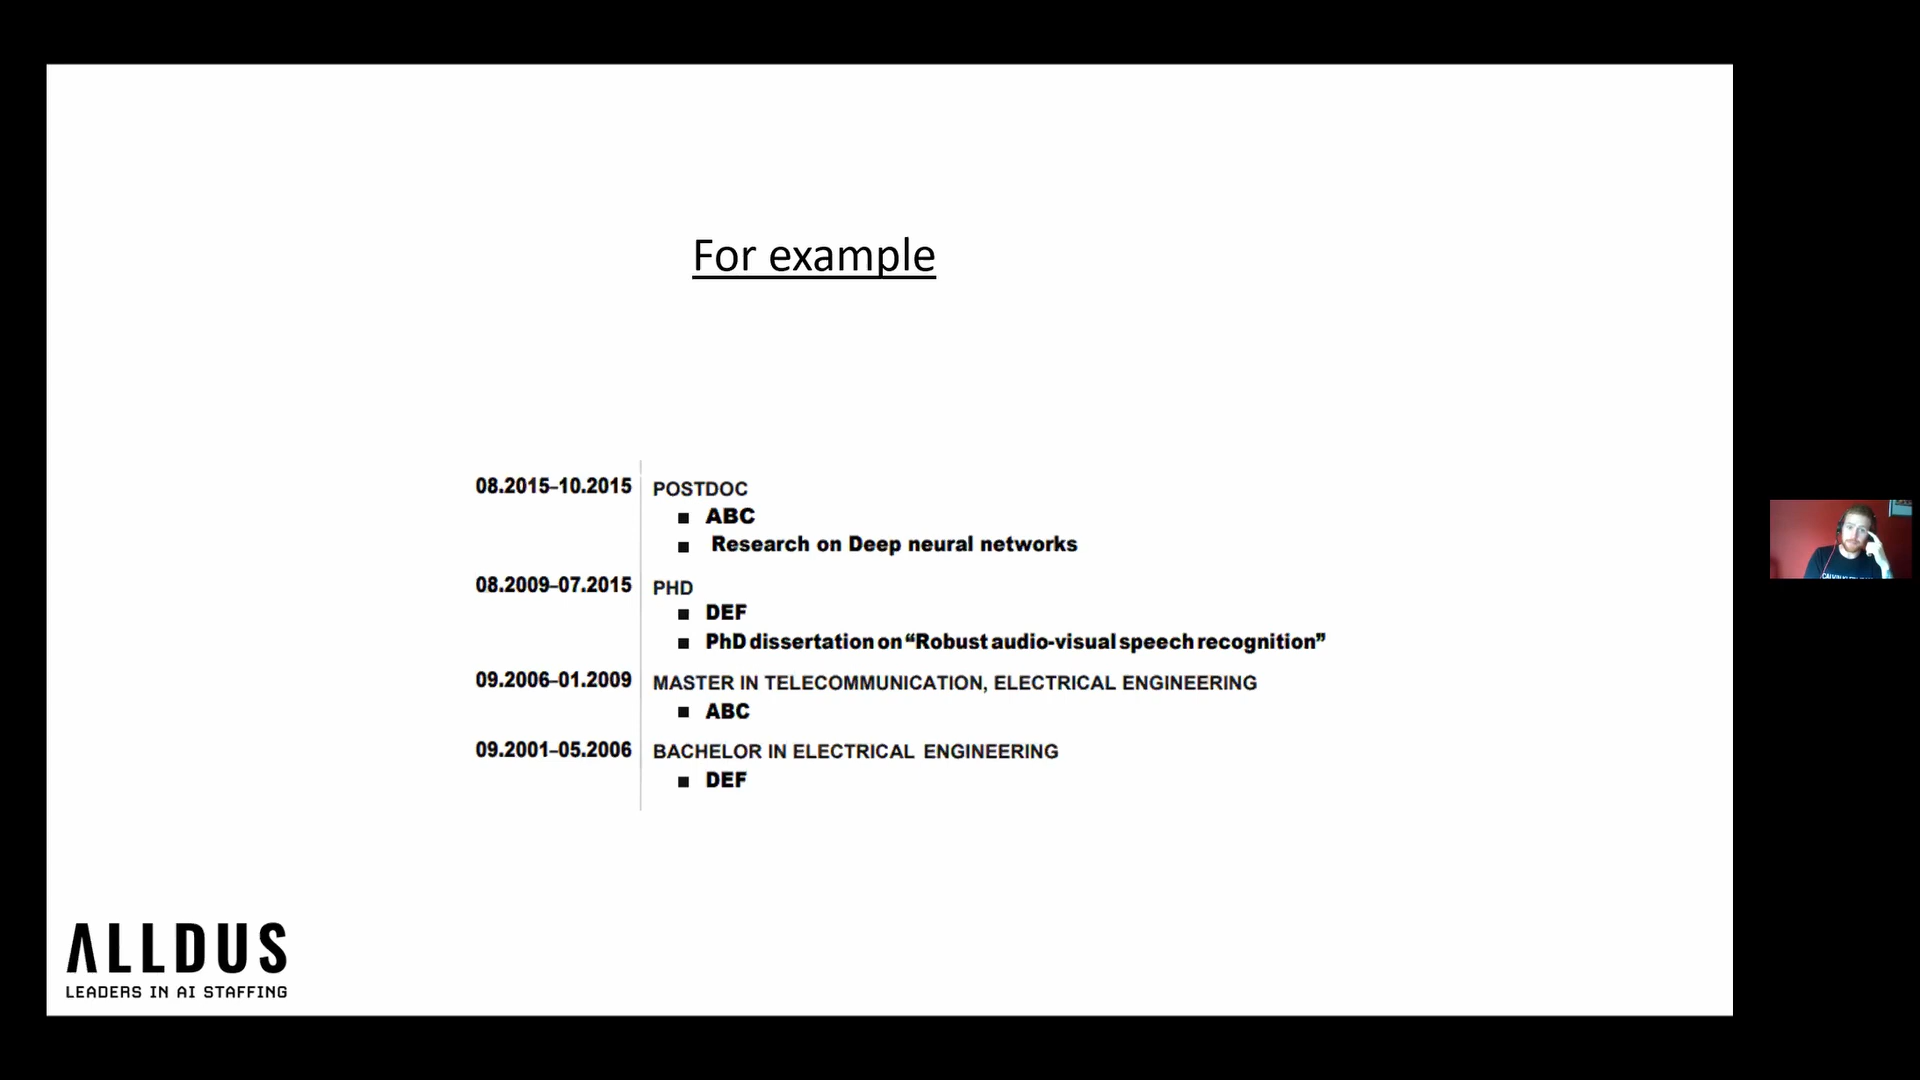 For example
08.2015–10.2015 POSTDOC
■ ABC
■ Research on Deep neural networks
08.2009–07.2015 PHD
■ DEF
■ PhD dissertation on “Robust audio-visual speech recognition”
09.2006–01.2009 MASTER IN TELECOMMUNICATION, ELECTRICAL ENGINEERING
■ ABC
09.2001–05.2006 BACHELOR IN ELECTRICAL ENGINEERING
■ DEF
ALLDUS
LEADERS IN AI STAFFING